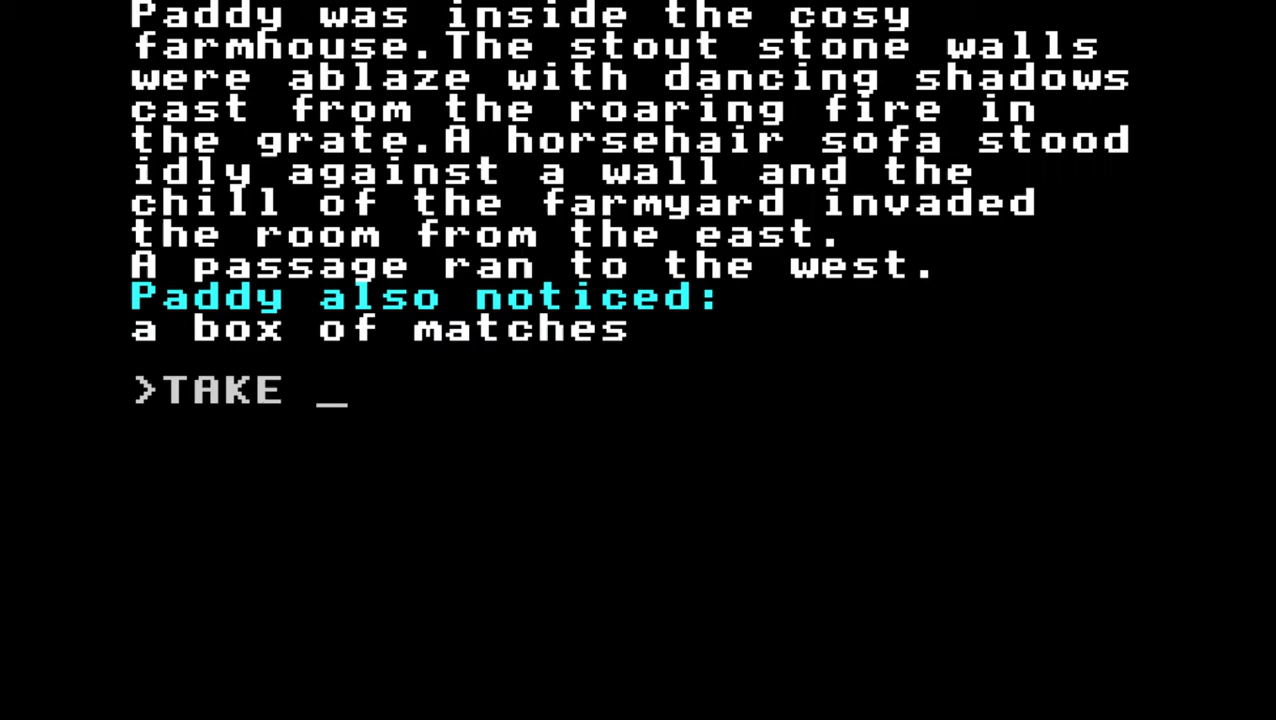 Paddy was inside the cosy
farmhouse.The stout stone walls
were ablaze with dancing shadows
cast from the roaring fire in
the grate.A horsehair sofa stood
idly against a wall and the
chill of the farmyard invaded
the room from the east.
A passage ran to the west.
Paddy also noticed:
a box of matches
>TAKE _